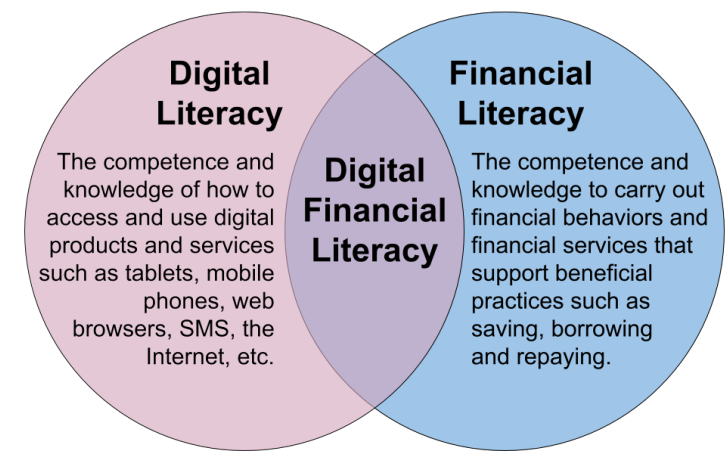 Digital
Literacy
The competence and
knowledge of how to
access and use digital
products and services
such as tablets, mobile
phones, web
browsers, SMS, the
Internet, etc.
Digital
Financial
Literacy
Financial
Literacy
The competence and
knowledge to carry out
financial behaviors and
financial services that
support beneficial
practices such as
saving, borrowing
and repaying.